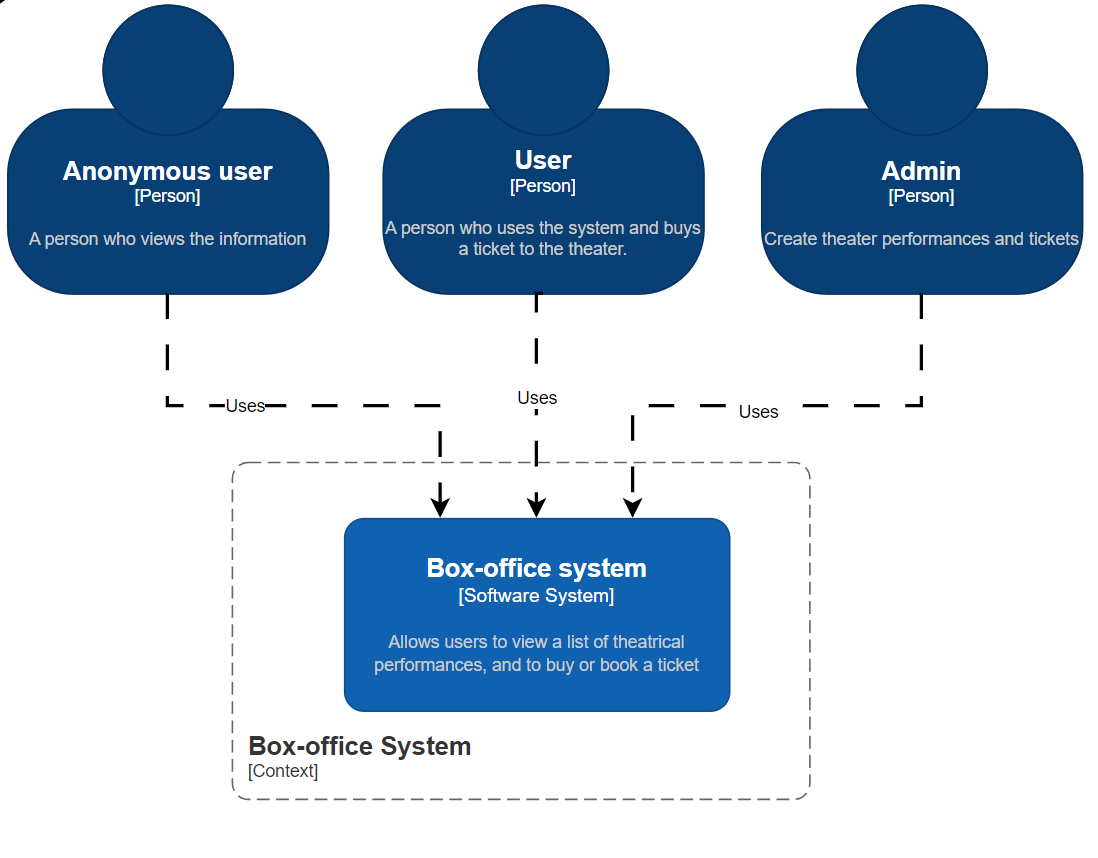 Anonymous user
[Person]
A person who views the information
User
[Person]
A person who uses the system and buys
a ticket to the theater.
Admin
[Person]
Create theater performances and tickets
Uses
Uses
Uses
Box-office system
[Software System]
Allows users to view a list of theatrical
performances, and to buy or book a ticket
Box-office System
[Context]